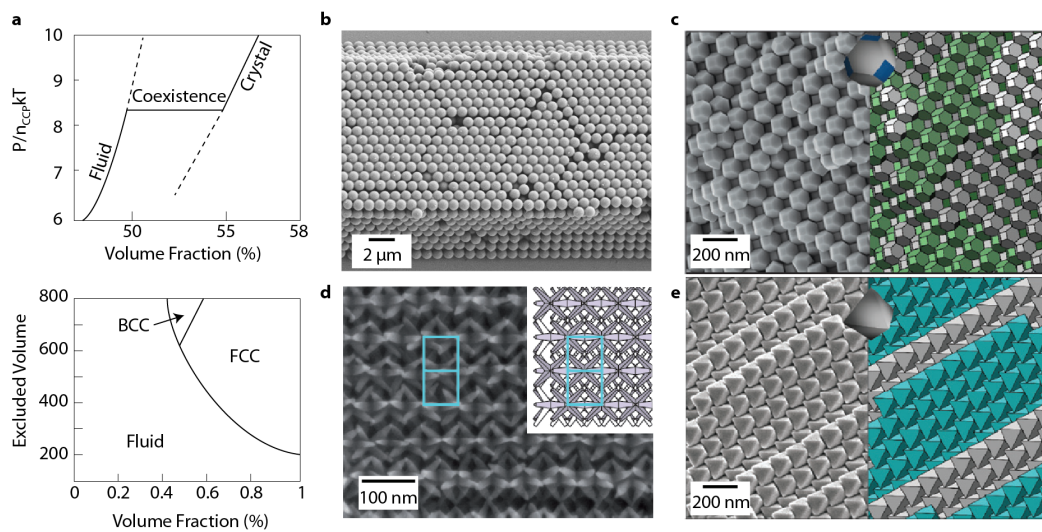 a
10
9
8
7
6
P/n_CCP kT
Fluid
Coexistence
Crystal
50
55
58
Volume Fraction (%)
800
600
400
200
Excluded Volume
BCC
FCC
Fluid
0
0.2
0.4
0.6
0.8
1
Volume Fraction (%)
b
2 μm
c
200 nm
d
100 nm
e
200 nm